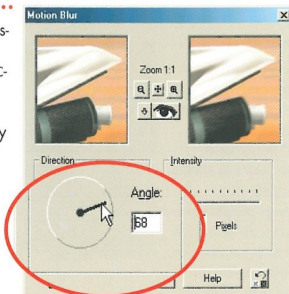 s-
c-
y
Motion Blur
Zoom 1:1
Direction
Intensity
Angle:
68
Pixels
Help